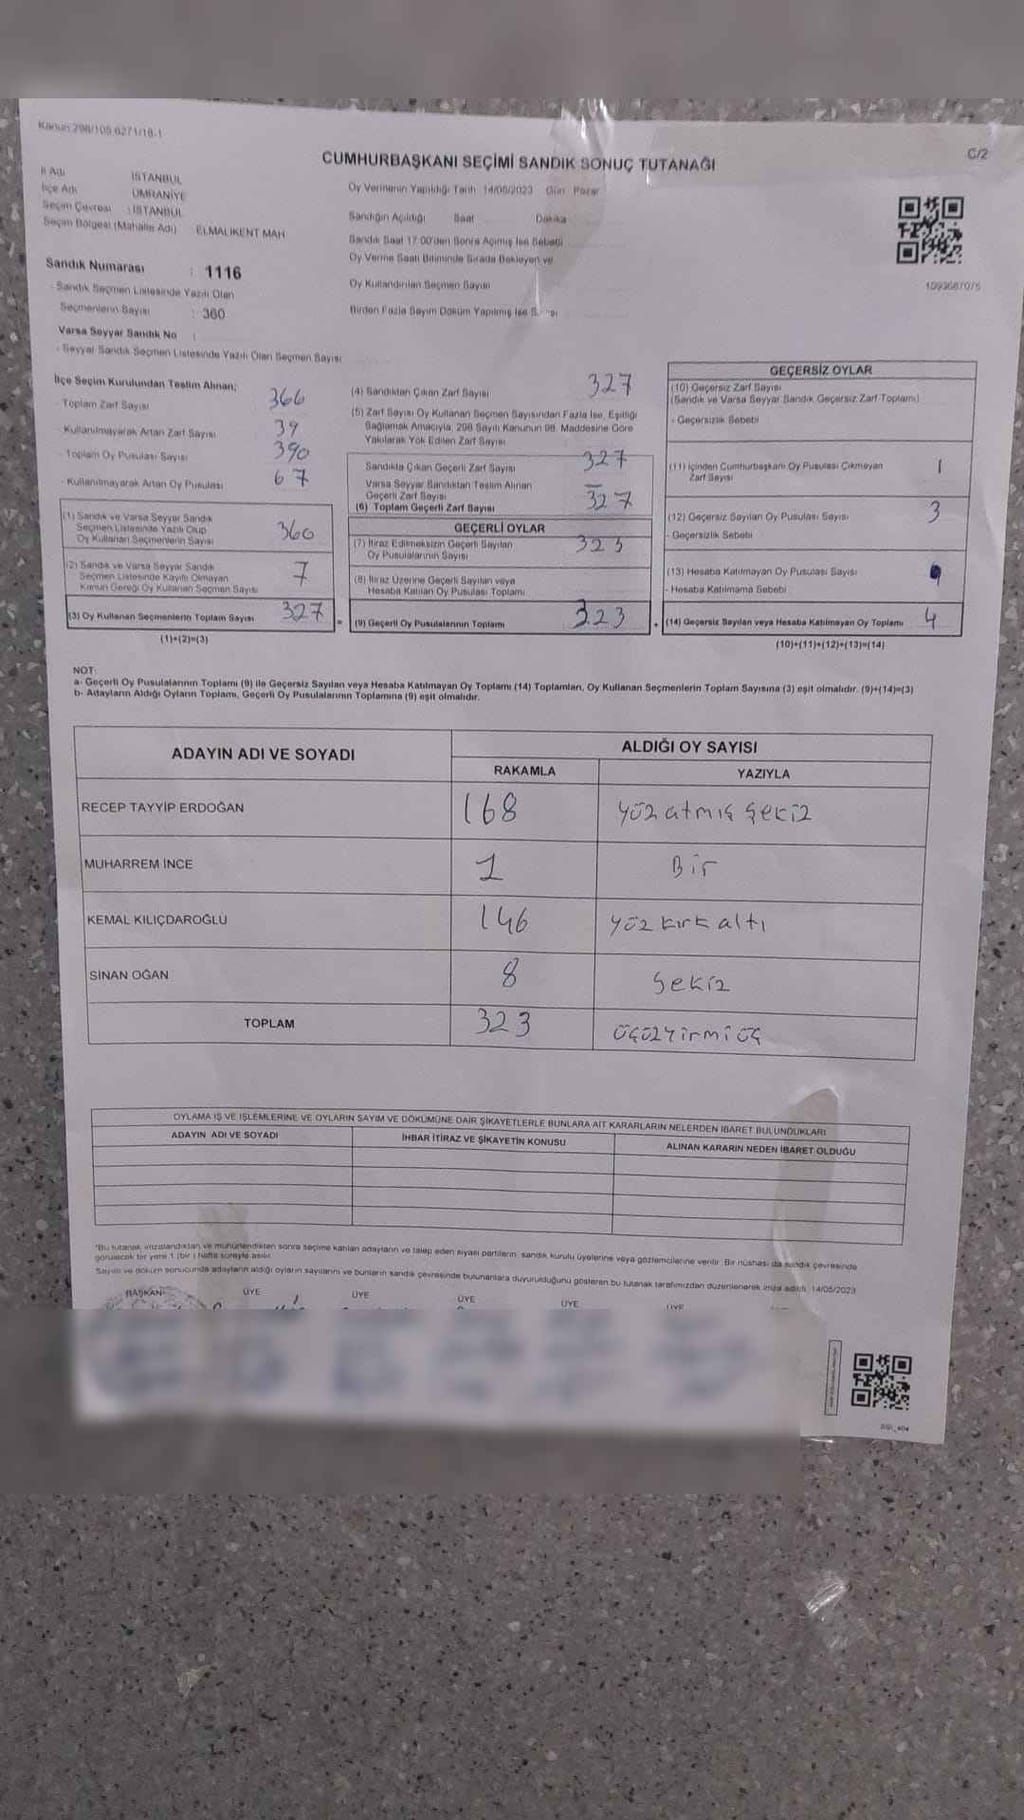 Kanun:298/105,6271/18-1
C/2
CUMHURBAŞKANI SEÇİMİ SANDIK SONUÇ TUTANAĞI
İl Adı İSTANBUL
İlçe Adı ÜMRANİYE
Seçim Çevresi : İSTANBUL
Seçim Bölgesi (Mahalle Adı) ELMALIKENT MAH
Sandık Numarası : 1116
- Sandık Seçmen Listesinde Yazılı Olan
Seçmenlerin Sayısı : 360
Varsa Seyyar Sandık No :
- Seyyar Sandık Seçmen Listesinde Yazılı Olan Seçmen Sayısı
Oy Vermenin Yapıldığı Tarih 14/05/2023 Gün Pazar
Sandığın Açıldığı Saat Dakika
Sandık Saat 17:00'den Sonra Açılmış İse Sebebi
Oy Verme Saati Bitiminde Sırada Bekleyen ve
Oy Kullandırılan Seçmen Sayısı
Birden Fazla Sayım Döküm Yapılmış İse
1093687075
İlçe Seçim Kurulundan Teslim Alınan;
- Toplam Zarf Sayısı 366
- Kullanılmayarak Artan Zarf Sayısı 39
- Toplam Oy Pusulası Sayısı 390
- Kullanılmayarak Artan Oy Pusulası 67
(1) Sandık ve Varsa Seyyar Sandık
Seçmen Listesinde Yazılı Olup
Oy Kullanan Seçmenlerin Sayısı 360
(2) Sandık ve Varsa Seyyar Sandık
Seçmen Listesinde Kayıtlı Olmayan
Kanun Gereği Oy Kullanan Seçmen Sayısı 7
(3) Oy Kullanan Seçmenlerin Toplam Sayısı 327
(1)+(2)=(3)
(4) Sandıktan Çıkan Zarf Sayısı 327
(5) Zarf Sayısı Oy Kullanan Seçmen Sayısından Fazla İse, Eşitliği
Sağlamak Amacıyla, 298 Sayılı Kanunun 98. Maddesine Göre
Yakılarak Yok Edilen Zarf Sayısı
Sandıkta Çıkan Geçerli Zarf Sayısı 327
Varsa Seyyar Sandıktan Teslim Alınan
Geçerli Zarf Sayısı –
(6) Toplam Geçerli Zarf Sayısı 327
GEÇERLİ OYLAR
(7) İtiraz Edilmeksizin Geçerli Sayılan
Oy Pusulalarının Sayısı 323
(8) İtiraz Üzerine Geçerli Sayılan veya
Hesaba Katılan Oy Pusulası Toplamı
(9) Geçerli Oy Pusulalarının Toplamı 323
GEÇERSİZ OYLAR
(10) Geçersiz Zarf Sayısı
(Sandık ve Varsa Seyyar Sandık Geçersiz Zarf Toplamı)
- Geçersizlik Sebebi
(11) İçinden Cumhurbaşkanı Oy Pusulası Çıkmayan
Zarf Sayısı 1
(12) Geçersiz Sayılan Oy Pusulası Sayısı 3
- Geçersizlik Sebebi
(13) Hesaba Katılmayan Oy Pusulası Sayısı
- Hesaba Katılmama Sebebi
(14) Geçersiz Sayılan veya Hesaba Katılmayan Oy Toplamı 4
(10)+(11)+(12)+(13)=(14)
NOT:
a- Geçerli Oy Pusulalarının Toplamı (9) ile Geçersiz Sayılan veya Hesaba Katılmayan Oy Toplamı (14) Toplamları, Oy Kullanan Seçmenlerin Toplam Sayısına (3) eşit olmalıdır. (9)+(14)=(3)
b- Adayların Aldığı Oyların Toplamı, Geçerli Oy Pusulalarının Toplamına (9) eşit olmalıdır.
ADAYIN ADI VE SOYADI
ALDIĞI OY SAYISI
RAKAMLA YAZIYLA
RECEP TAYYİP ERDOĞAN 168 yüz atmış şekiz
MUHARREM İNCE 1 Bir
KEMAL KILIÇDAROĞLU 146 yüz kırk altı
SİNAN OĞAN 8 şekiz
TOPLAM 323 üçüzyirmi üç
OYLAMA İŞ VE İŞLEMLERİNE VE OYLARIN SAYIM VE DÖKÜMÜNE DAİR ŞİKAYETLERLE BUNLARA AİT KARARLARIN NELERDEN İBARET BULUNDUKLARI
ADAYIN ADI VE SOYADI İHBAR İTİRAZ VE ŞİKAYETİN KONUSU ALINAN KARARIN NEDEN İBARET OLDUĞU
*Bu tutanak imzalandıktan ve mühürlendikten sonra seçime katılan adayların ve talep eden siyasi partilerin sandık kurulu üyelerine veya gözlemcilerine verilir. Bir nüshası da sandık çevresinde
görülecek bir yere 1 (bir) hafta süreyle asılır.
Sayım ve döküm sonucunda adayların aldığı oyların sayılarını ve bunların sandık çevresinde bulunanlara duyurulduğunu gösteren bu tutanak tarafımızdan düzenlenerek imza edildi. 14/05/2023
BAŞKAN ÜYE ÜYE ÜYE ÜYE ÜYE